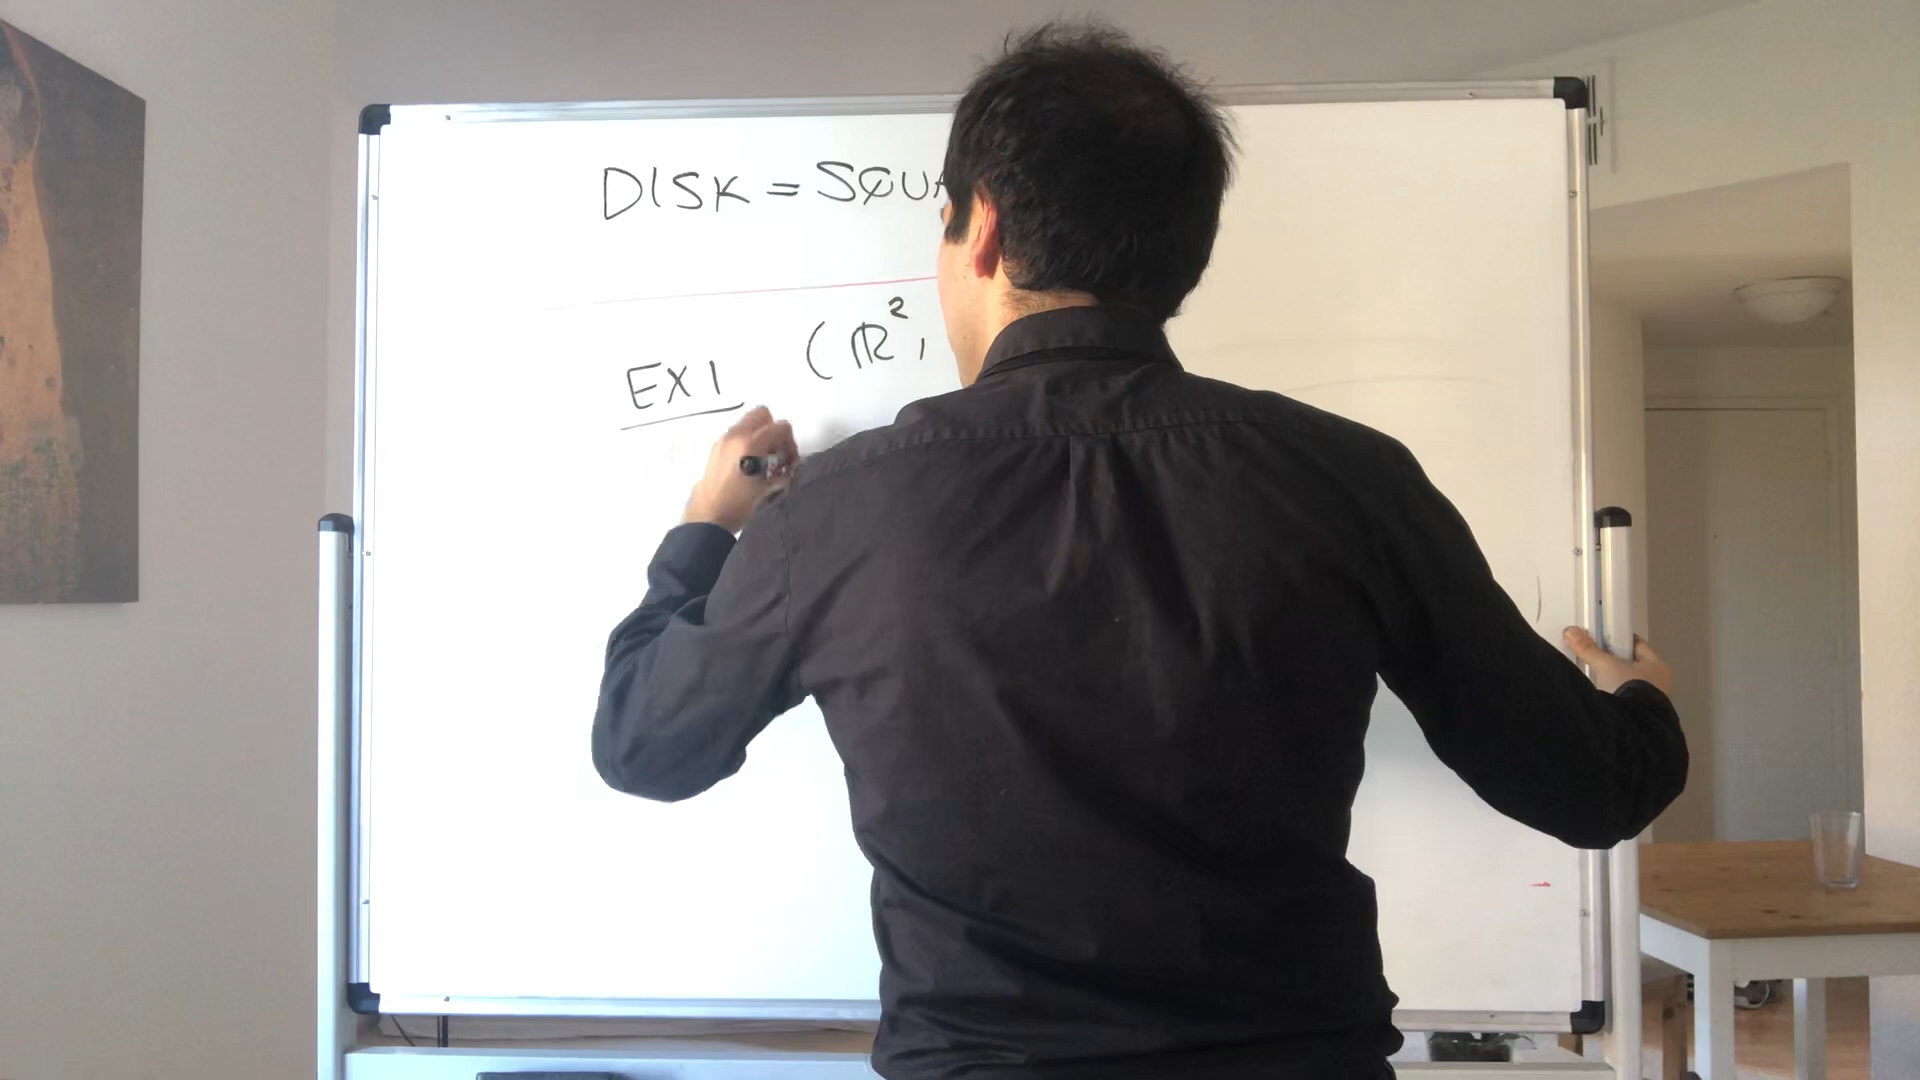 DISK = SQUA
EX 1 (ℝ²,